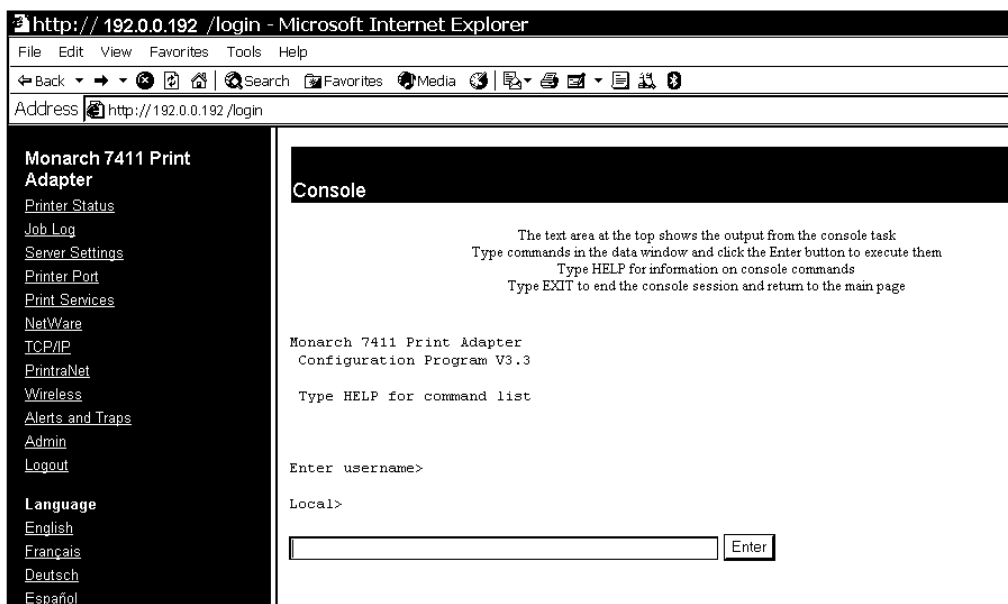 http:// 192.0.0.192 /login - Microsoft Internet Explorer
File Edit View Favorites Tools Help
Back Search Favorites Media
Address http://192.0.0.192 /login
Monarch 7411 Print
Adapter
Printer Status
Job Log
Server Settings
Printer Port
Print Services
NetWare
TCP/IP
PrintraNet
Wireless
Alerts and Traps
Admin
Logout
Language
English
Français
Deutsch
Español
Console
The text area at the top shows the output from the console task
Type commands in the data window and click the Enter button to execute them
Type HELP for information on console commands
Type EXIT to end the console session and return to the main page
Monarch 7411 Print Adapter
Configuration Program V3.3
Type HELP for command list
Enter username>
Local>
Enter